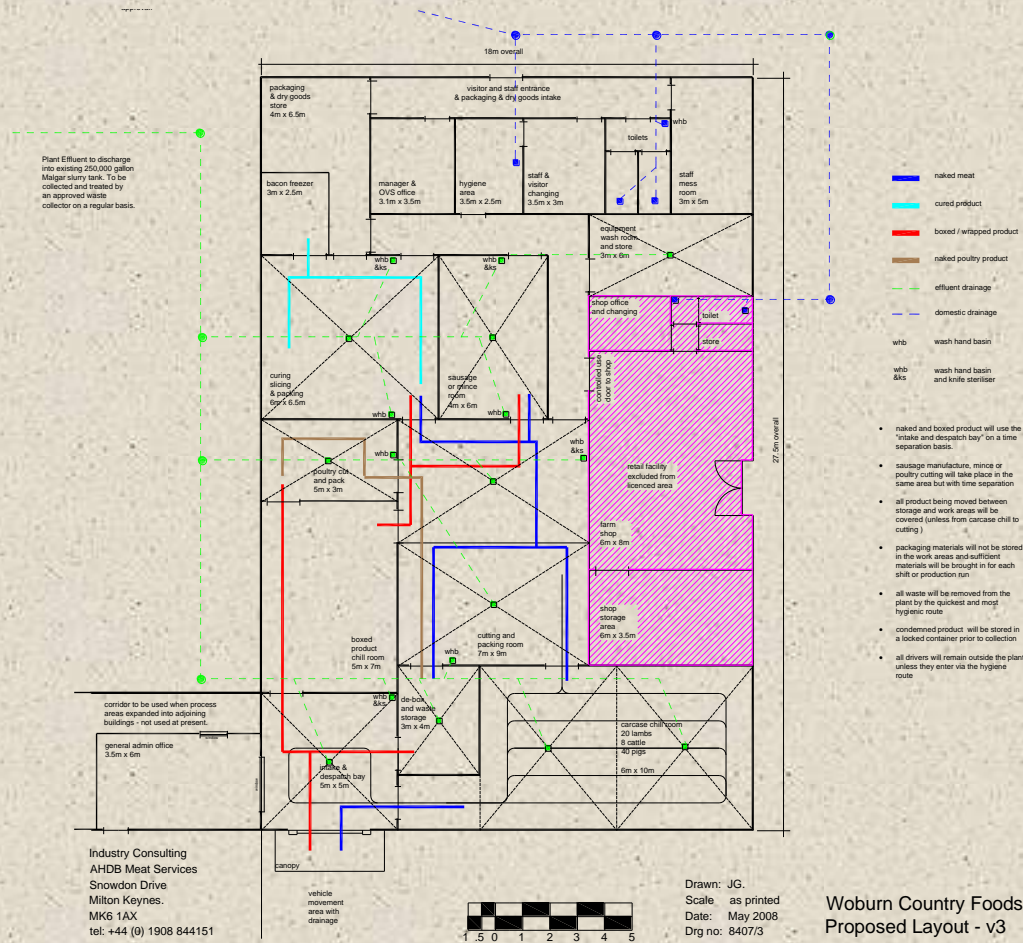 18m overall
packaging
& dry goods
store
4m x 6.5m
visitor and staff entrance
& packaging & dry goods intake
toilets
whb
Plant Effluent to discharge
into existing 250,000 gallon
Malgar slurry tank. To be
collected and treated by
an approved waste
collector on a regular basis.
bacon freezer
3m x 2.5m
manager &
OVS office
3.1m x 3.5m
hygiene
area
3.5m x 2.5m
staff &
visitor
changing
3.5m x 3m
staff
mess
room
3m x 5m
equipment
wash room
and store
3m x 6m
whb
&ks
whb
&ks
shop office
and changing
toilet
store
controlled use
door to shop
curing
slicing
& packing
6m x 6.5m
sausage
or mince
room
4m x 6m
whb
whb
whb
whb
&ks
poultry cut
and pack
5m x 3m
retail facility
excluded from
licenced area
27.5m overall
farm
shop
6m x 8m
shop
storage
area
6m x 3.5m
boxed
product
chill room
5m x 7m
cutting and
packing room
7m x 9m
whb
whb
&ks
de-box
and waste
storage
3m x 4m
carcase chill room
20 lambs
8 cattle
40 pigs
6m x 10m
corridor to be used when process
areas expanded into adjoining
buildings - not used at present.
general admin office
3.5m x 6m
window
window
intake &
despatch bay
5m x 5m
canopy
vehicle
movement
area with
drainage
naked meat
cured product
boxed / wrapped product
naked poultry product
effluent drainage
domestic drainage
whb wash hand basin
whb
&ks
wash hand basin
and knife steriliser
• naked and boxed product will use the
"intake and despatch bay" on a time
separation basis.
• sausage manufacture, mince or
poultry cutting will take place in the
same area but with time separation
• all product being moved between
storage and work areas will be
covered (unless from carcase chill to
cutting )
• packaging materials will not be stored
in the work areas and sufficient
materials will be brought in for each
shift or production run
• all waste will be removed from the
plant by the quickest and most
hygienic route
• condemned product will be stored in
a locked container prior to collection
• all drivers will remain outside the plant
unless they enter via the hygiene
route
Industry Consulting
AHDB Meat Services
Snowdon Drive
Milton Keynes.
MK6 1AX
tel: +44 (0) 1908 844151
1 .5 0 1 2 3 4 5
Drawn: JG.
Scale as printed
Date: May 2008
Drg no: 8407/3
Woburn Country Foods
Proposed Layout - v3